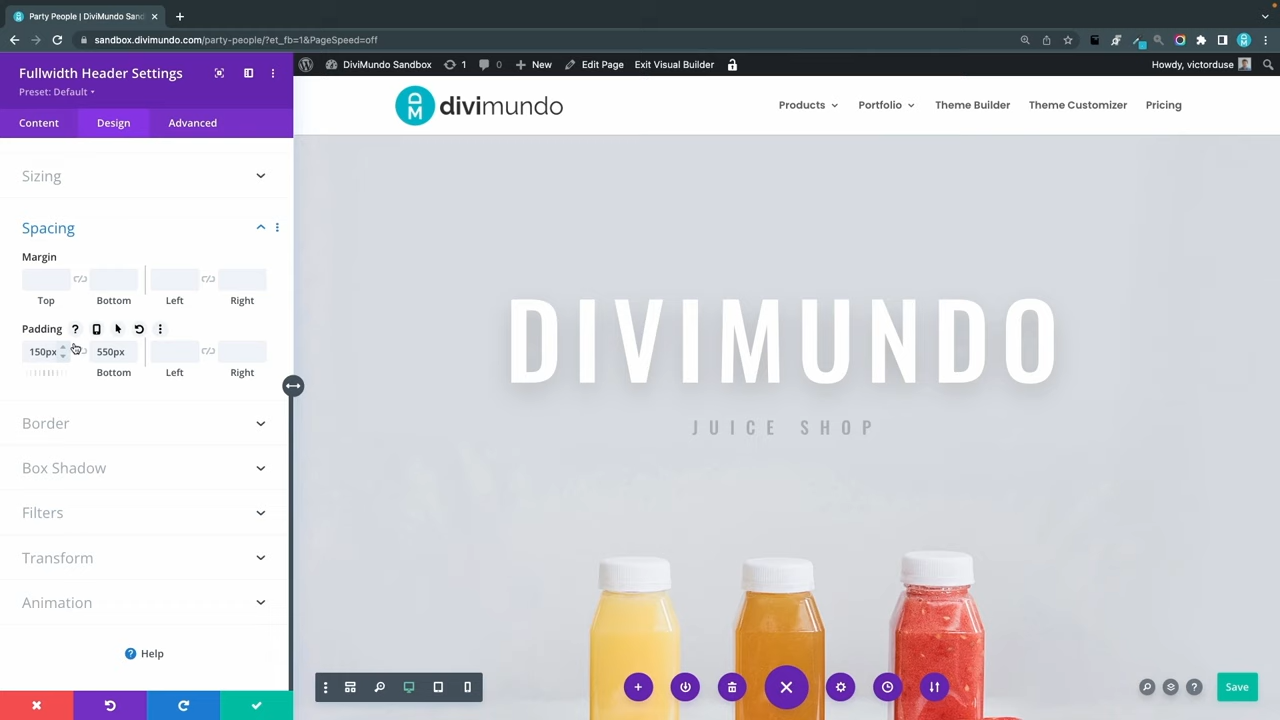 Party People | DiviMundo Sand
sandbox.divimundo.com/party-people/?et_fb=1&PageSpeed=off
Fullwidth Header Settings
Preset: Default
Content Design Advanced
Sizing
Spacing
Margin
Top Bottom Left Right
Padding ?
150px 550px
Bottom Left Right
Border
Box Shadow
Filters
Transform
Animation
? Help
DiviMundo Sandbox 1 0 New Edit Page Exit Visual Builder Howdy, victorduse
DM divimundo Products Portfolio Theme Builder Theme Customizer Pricing
DIVIMUNDO
JUICE SHOP
? Save